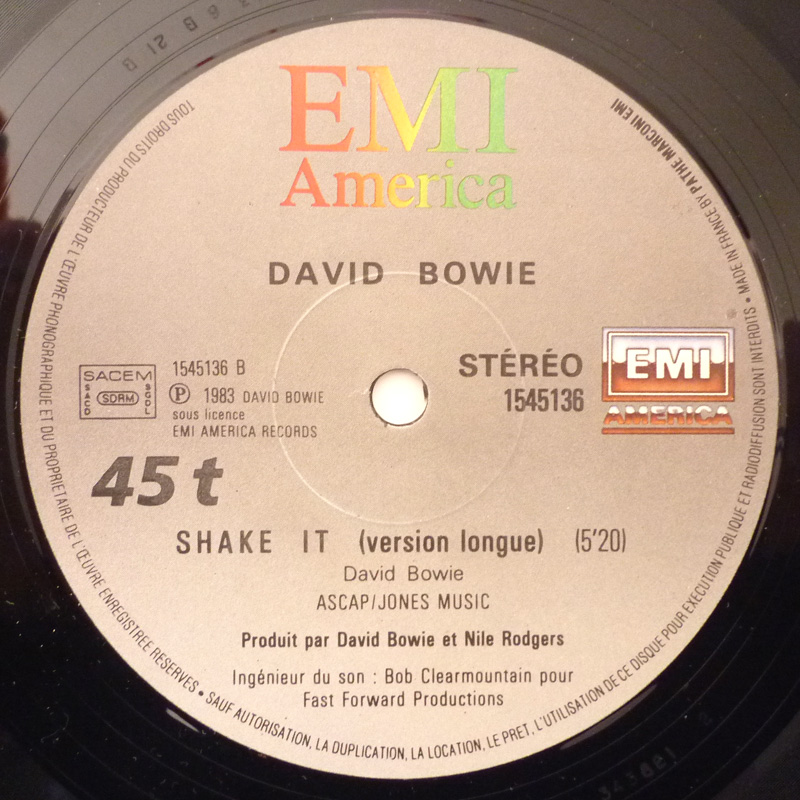 EMI
America
DAVID BOWIE
SACEM
SACD
SDRM
SGDL
1545136 B
Ⓟ 1983 DAVID BOWIE
sous licence
EMI AMERICA RECORDS
STÉRÉO
1545136
EMI
AMERICA
45 t
SHAKE IT (version longue) (5'20)
David Bowie
ASCAP/JONES MUSIC
Produit par David Bowie et Nile Rodgers
Ingénieur du son : Bob Clearmountain pour
Fast Forward Productions
TOUS DROITS DU PRODUCTEUR DE L'ŒUVRE PHONOGRAPHIQUE ET DU PROPRIETAIRE DE L'ŒUVRE ENREGISTREE RESERVES • SAUF AUTORISATION, LA DUPLICATION, LA LOCATION, LE PRET, L'UTILISATION DE CE DISQUE POUR EXECUTION PUBLIQUE ET RADIODIFFUSION SONT INTERDITS • MADE IN FRANCE BY PATHE MARCONI EMI